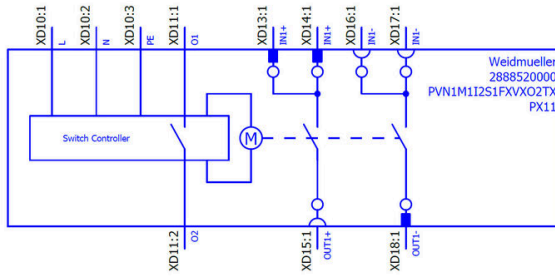 XD10:1
L
XD10:2
N
XD10:3
PE
XD11:1
O1
XD13:1
IN1+
XD14:1
IN1+
XD16:1
IN1-
XD17:1
IN1-
Weidmueller
2888520000
PVN1M1I2S1FXVXO2TX
PX11
Switch Controller
M
XD11:2
O2
XD15:1
OUT1+
XD18:1
OUT1-